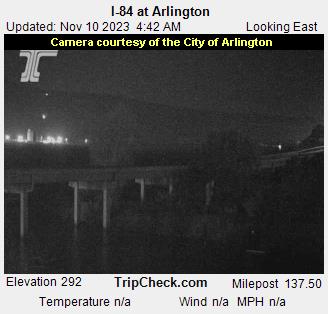 I-84 at Arlington
Updated: Nov 10 2023 4:42 AM Looking East
Camera courtesy of the City of Arlington
Elevation 292 TripCheck.com Milepost 137.50
Temperature n/a Wind n/a MPH n/a